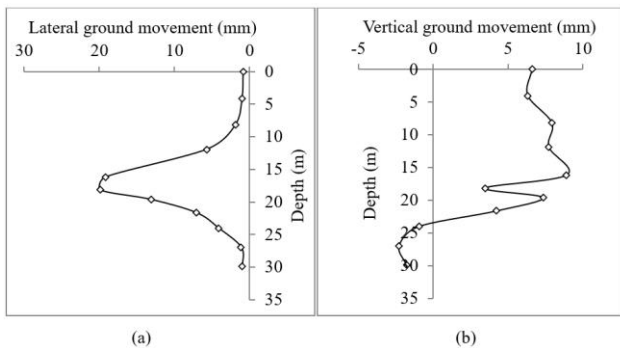 Lateral ground movement (mm)
30 20 10 0
0
5
10
15
20
25
30
35
Depth (m)
(a)
Vertical ground movement (mm)
-5 0 5 10
0
5
10
15
20
25
30
35
Depth (m)
(b)